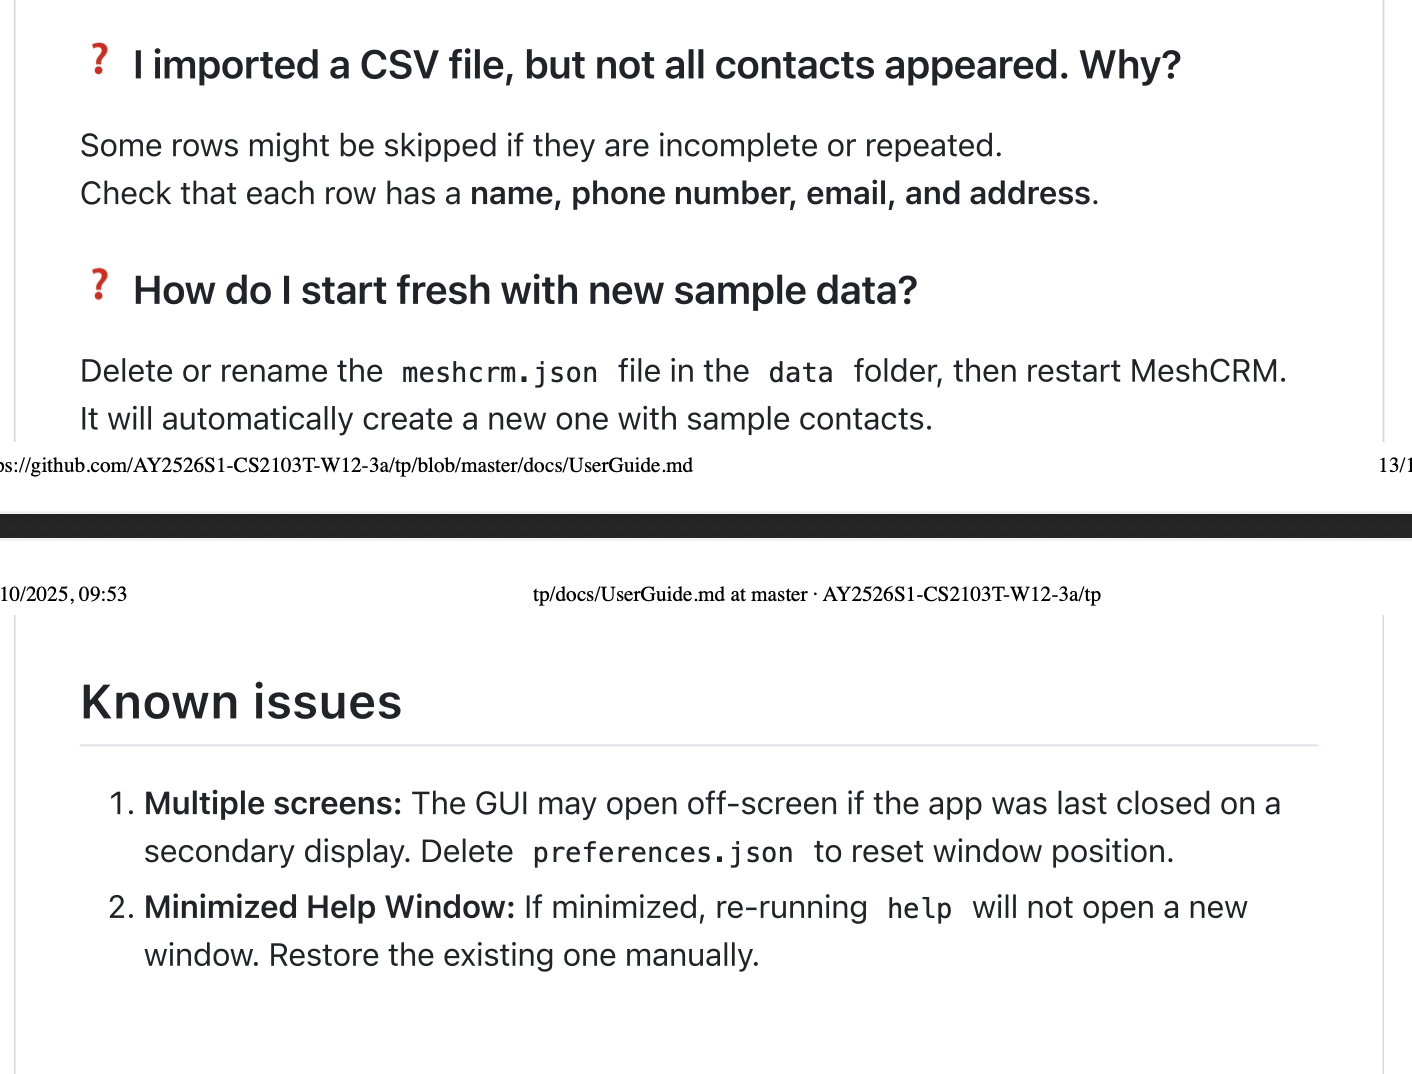 ❓ I imported a CSV file, but not all contacts appeared. Why?
Some rows might be skipped if they are incomplete or repeated.
Check that each row has a name, phone number, email, and address.
❓ How do I start fresh with new sample data?
Delete or rename the meshcrm.json file in the data folder, then restart MeshCRM.
It will automatically create a new one with sample contacts.
ps://github.com/AY2526S1-CS2103T-W12-3a/tp/blob/master/docs/UserGuide.md 13/1
10/2025, 09:53 tp/docs/UserGuide.md at master · AY2526S1-CS2103T-W12-3a/tp
Known issues
1. Multiple screens: The GUI may open off-screen if the app was last closed on a
secondary display. Delete preferences.json to reset window position.
2. Minimized Help Window: If minimized, re-running help will not open a new
window. Restore the existing one manually.